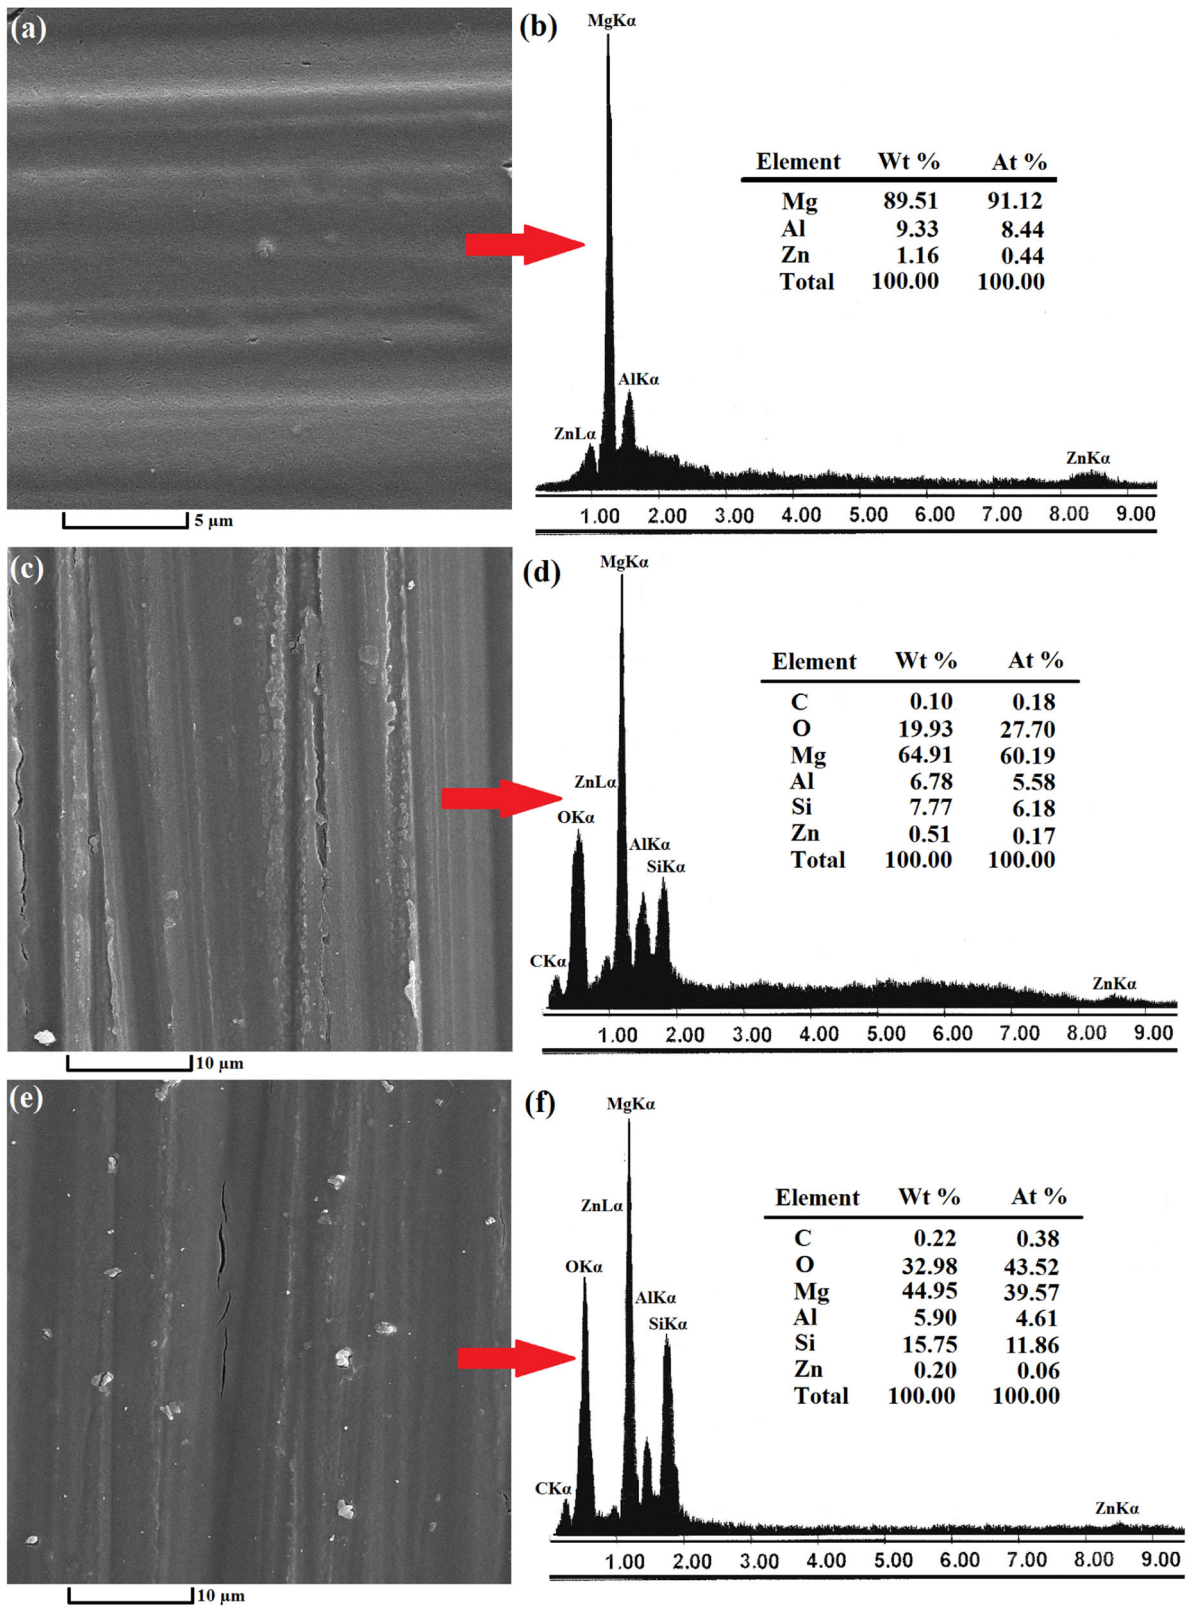 (a)
5 μm
(b)
MgKα
AlKα
ZnLα
ZnKα
1.00 2.00 3.00 4.00 5.00 6.00 7.00 8.00 9.00
Element Wt % At %
Mg 89.51 91.12
Al 9.33 8.44
Zn 1.16 0.44
Total 100.00 100.00
(c)
10 μm
(d)
MgKα
ZnLα
OKα
AlKα
SiKα
CKα
ZnKα
1.00 2.00 3.00 4.00 5.00 6.00 7.00 8.00 9.00
Element Wt % At %
C 0.10 0.18
O 19.93 27.70
Mg 64.91 60.19
Al 6.78 5.58
Si 7.77 6.18
Zn 0.51 0.17
Total 100.00 100.00
(e)
10 μm
(f)
MgKα
ZnLα
OKα
AlKα
SiKα
CKα
ZnKα
1.00 2.00 3.00 4.00 5.00 6.00 7.00 8.00 9.00
Element Wt % At %
C 0.22 0.38
O 32.98 43.52
Mg 44.95 39.57
Al 5.90 4.61
Si 15.75 11.86
Zn 0.20 0.06
Total 100.00 100.00